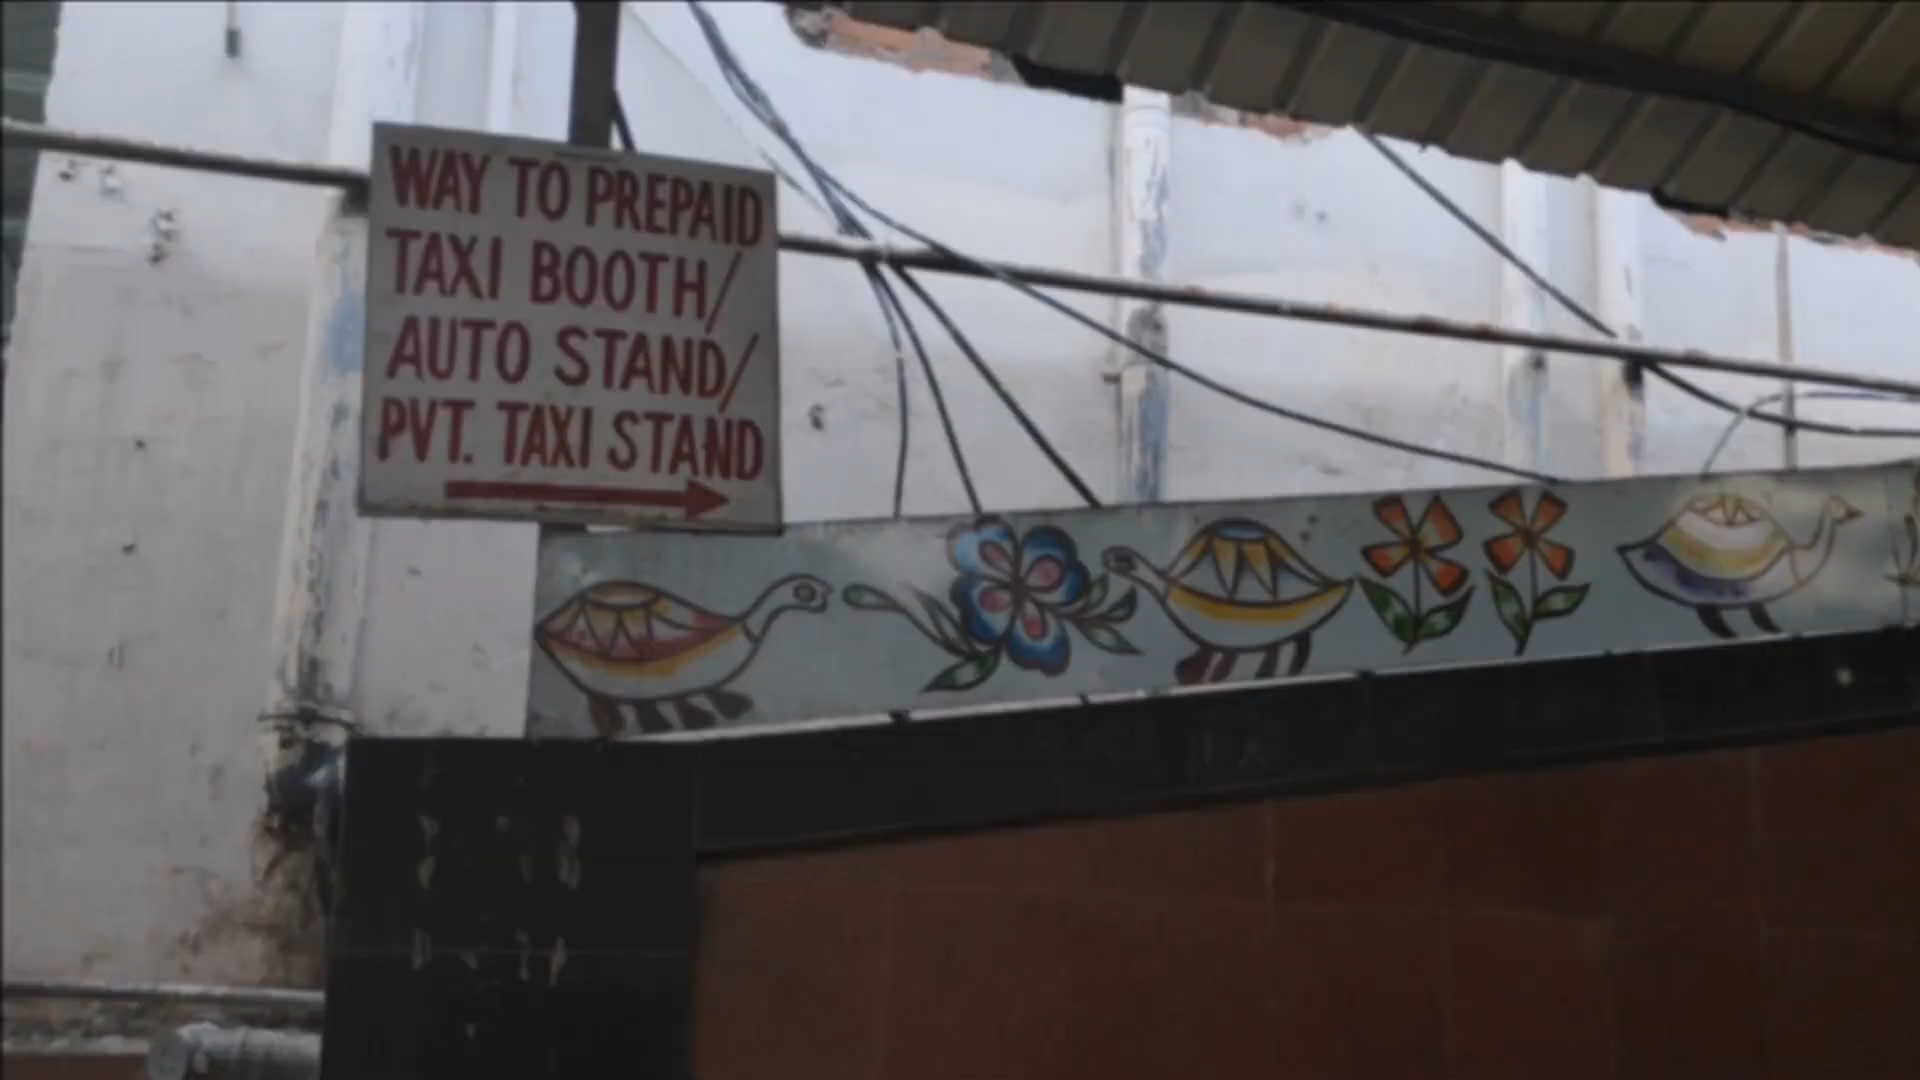 WAY TO PREPAID
TAXI BOOTH/
AUTO STAND/
PVT. TAXI STAND